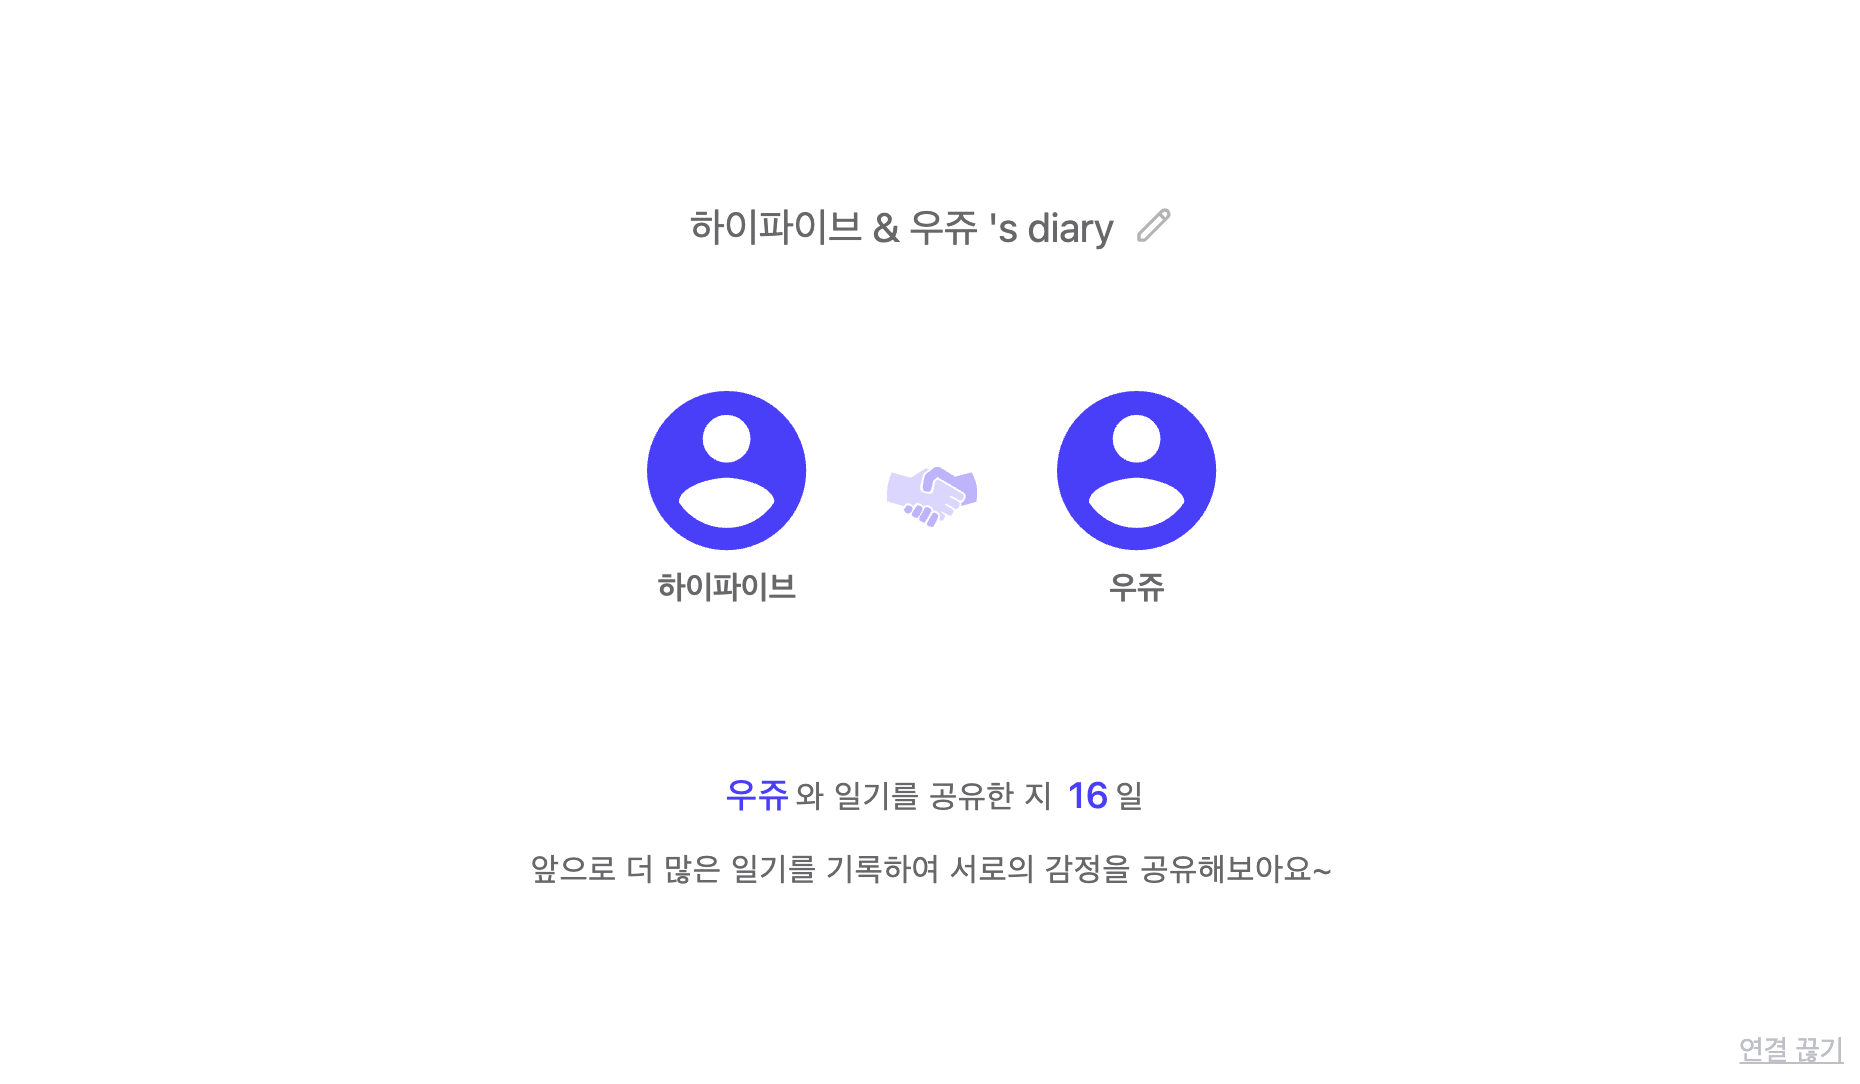 하이파이브 & 우쥬 's diary
하이파이브
우쥬
우쥬 와 일기를 공유한 지 16 일
앞으로 더 많은 일기를 기록하여 서로의 감정을 공유해보아요~
연결 끊기